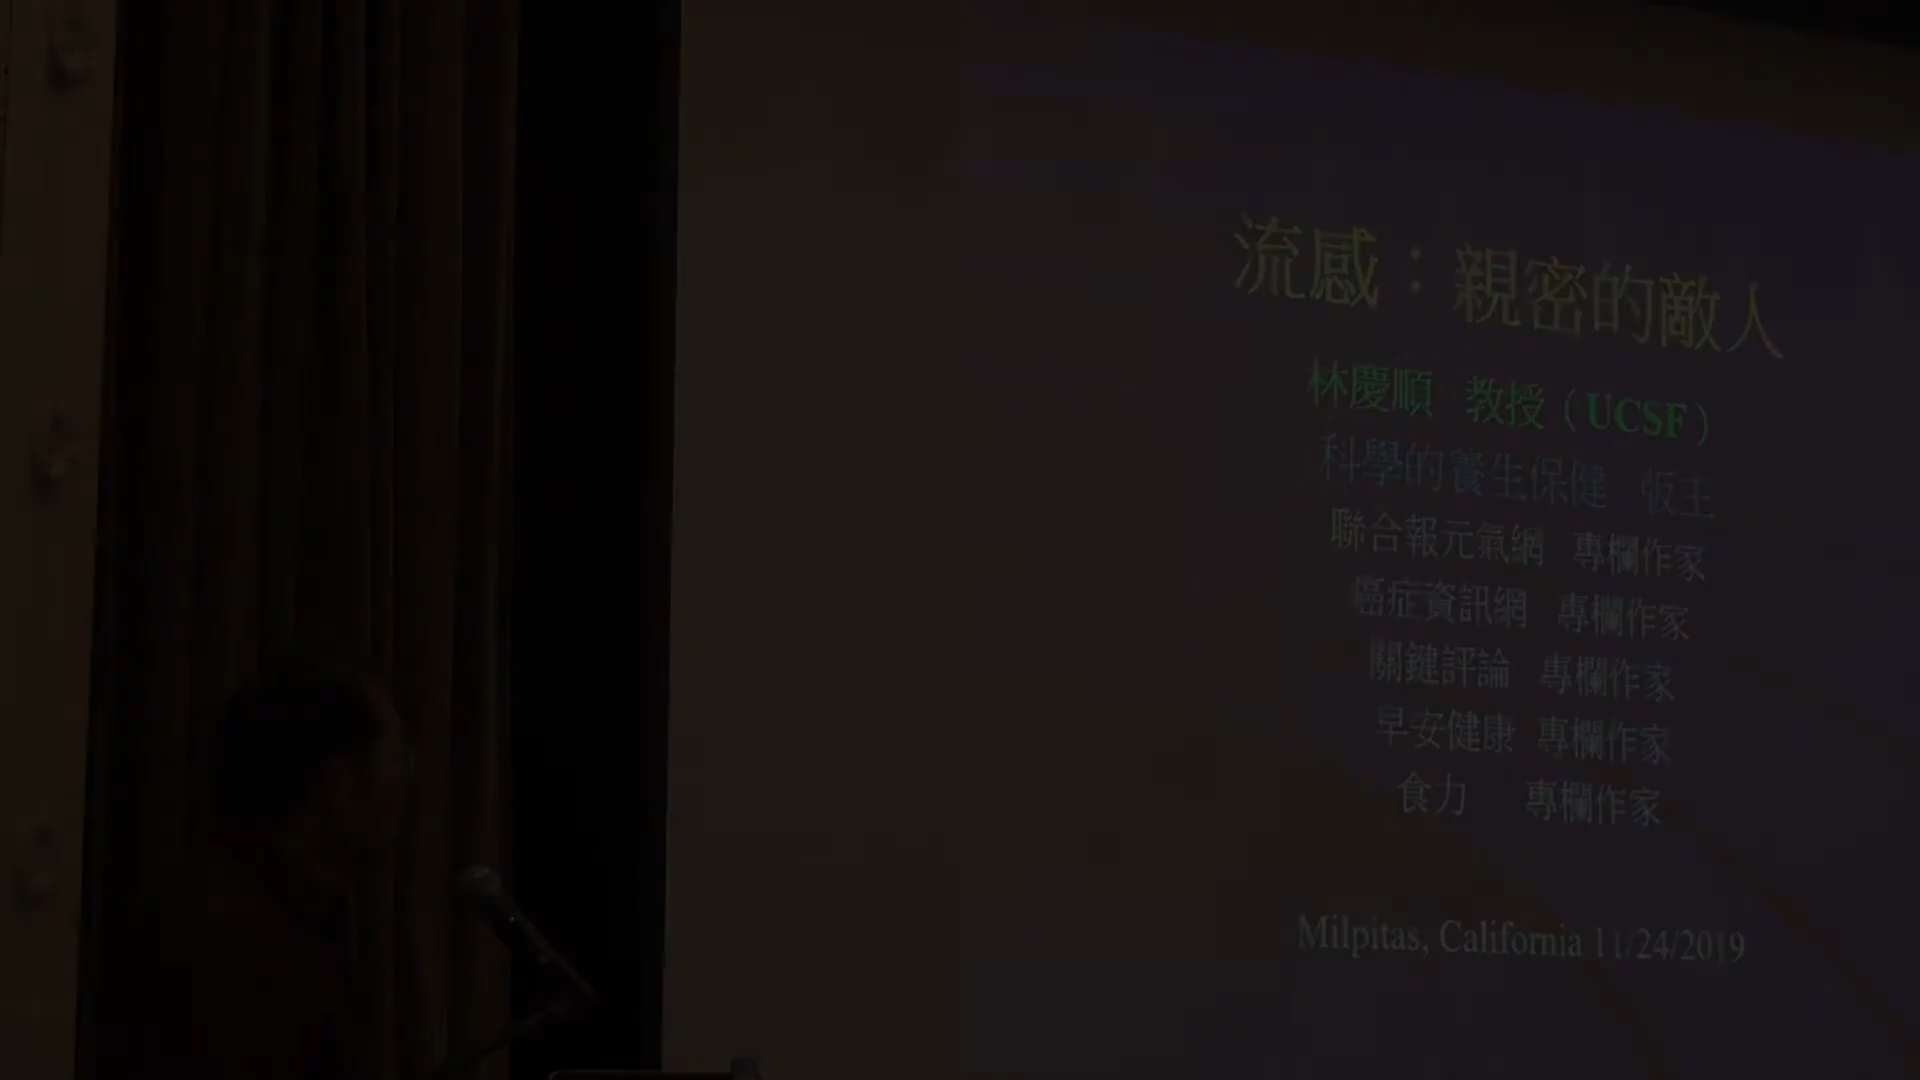 流感：親密的敵人
林慶順 教授（UCSF）
科學的養生保健 版主
聯合報元氣網 專欄作家
癌症資訊網 專欄作家
關鍵評論 專欄作家
早安健康 專欄作家
食力 專欄作家
Milpitas, California 11/24/2019